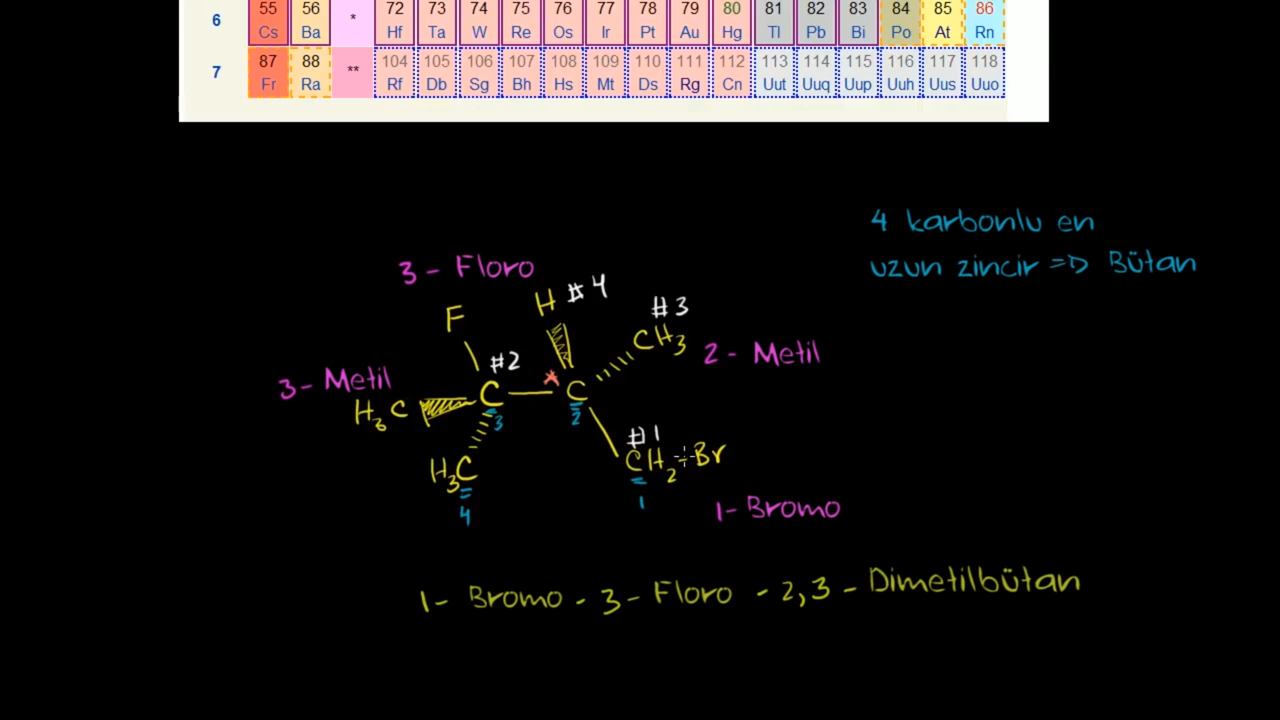 6 55 56 * 72 73 74 75 76 77 78 79 80 81 82 83 84 85 86
Cs Ba Hf Ta W Re Os Ir Pt Au Hg Tl Pb Bi Po At Rn
7 87 88 ** 104 105 106 107 108 109 110 111 112 113 114 115 116 117 118
Fr Ra Rf Db Sg Bh Hs Mt Ds Rg Cn Uut Uuq Uup Uuh Uus Uuo
4 karbonlu en
uzun zincir => Bütan
3 - Floro
H #4
F
#3
CH3
#2
2 - Metil
3 - Metil
H3C
C
C
3
2
#1
H3C
CH2-Br
4
1
1- Bromo
1- Bromo - 3 - Floro - 2,3 - Dimetilbütan